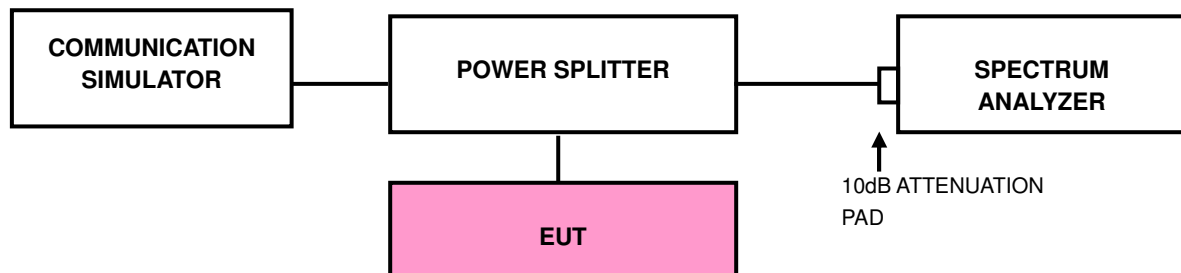 COMMUNICATION
SIMULATOR
POWER SPLITTER
SPECTRUM
ANALYZER
10dB ATTENUATION
PAD
EUT